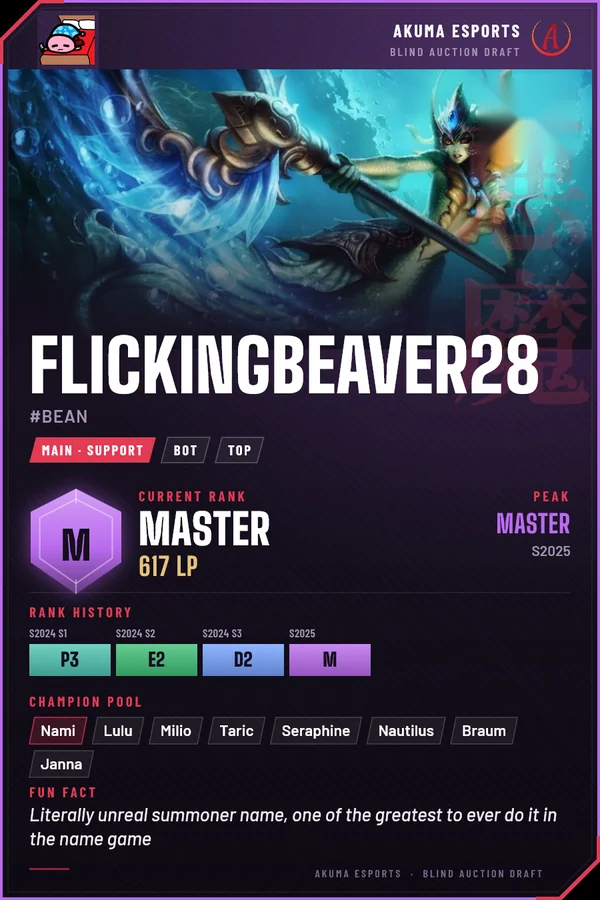 AKUMA ESPORTS
BLIND AUCTION DRAFT
A
悪
魔
FLICKINGBEAVER28
#BEAN
MAIN · SUPPORT BOT TOP
M
CURRENT RANK
MASTER
617 LP
PEAK
MASTER
S2025
RANK HISTORY
S2024 S1 S2024 S2 S2024 S3 S2025
P3 E2 D2 M
CHAMPION POOL
Nami Lulu Milio Taric Seraphine Nautilus Braum
Janna
FUN FACT
Literally unreal summoner name, one of the greatest to ever do it in
the name game
AKUMA ESPORTS · BLIND AUCTION DRAFT